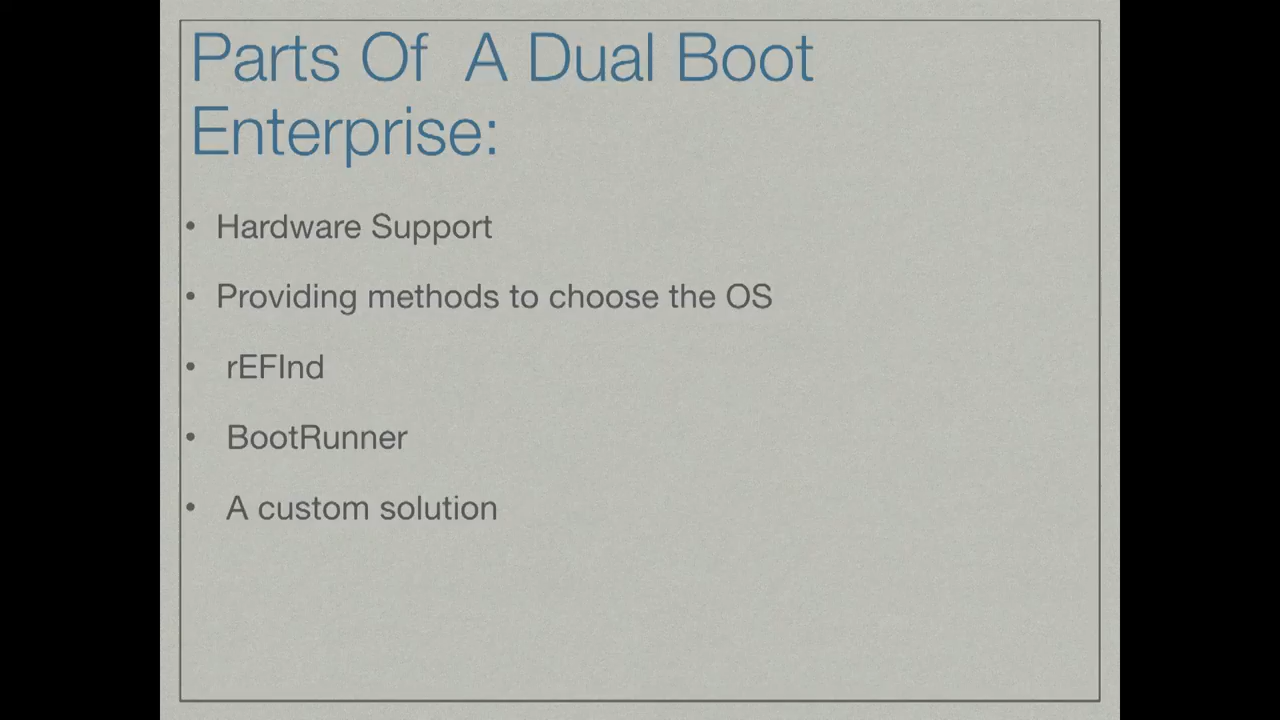 Parts Of  A Dual Boot
Enterprise:
• Hardware Support
• Providing methods to choose the OS
• rEFInd
• BootRunner
• A custom solution